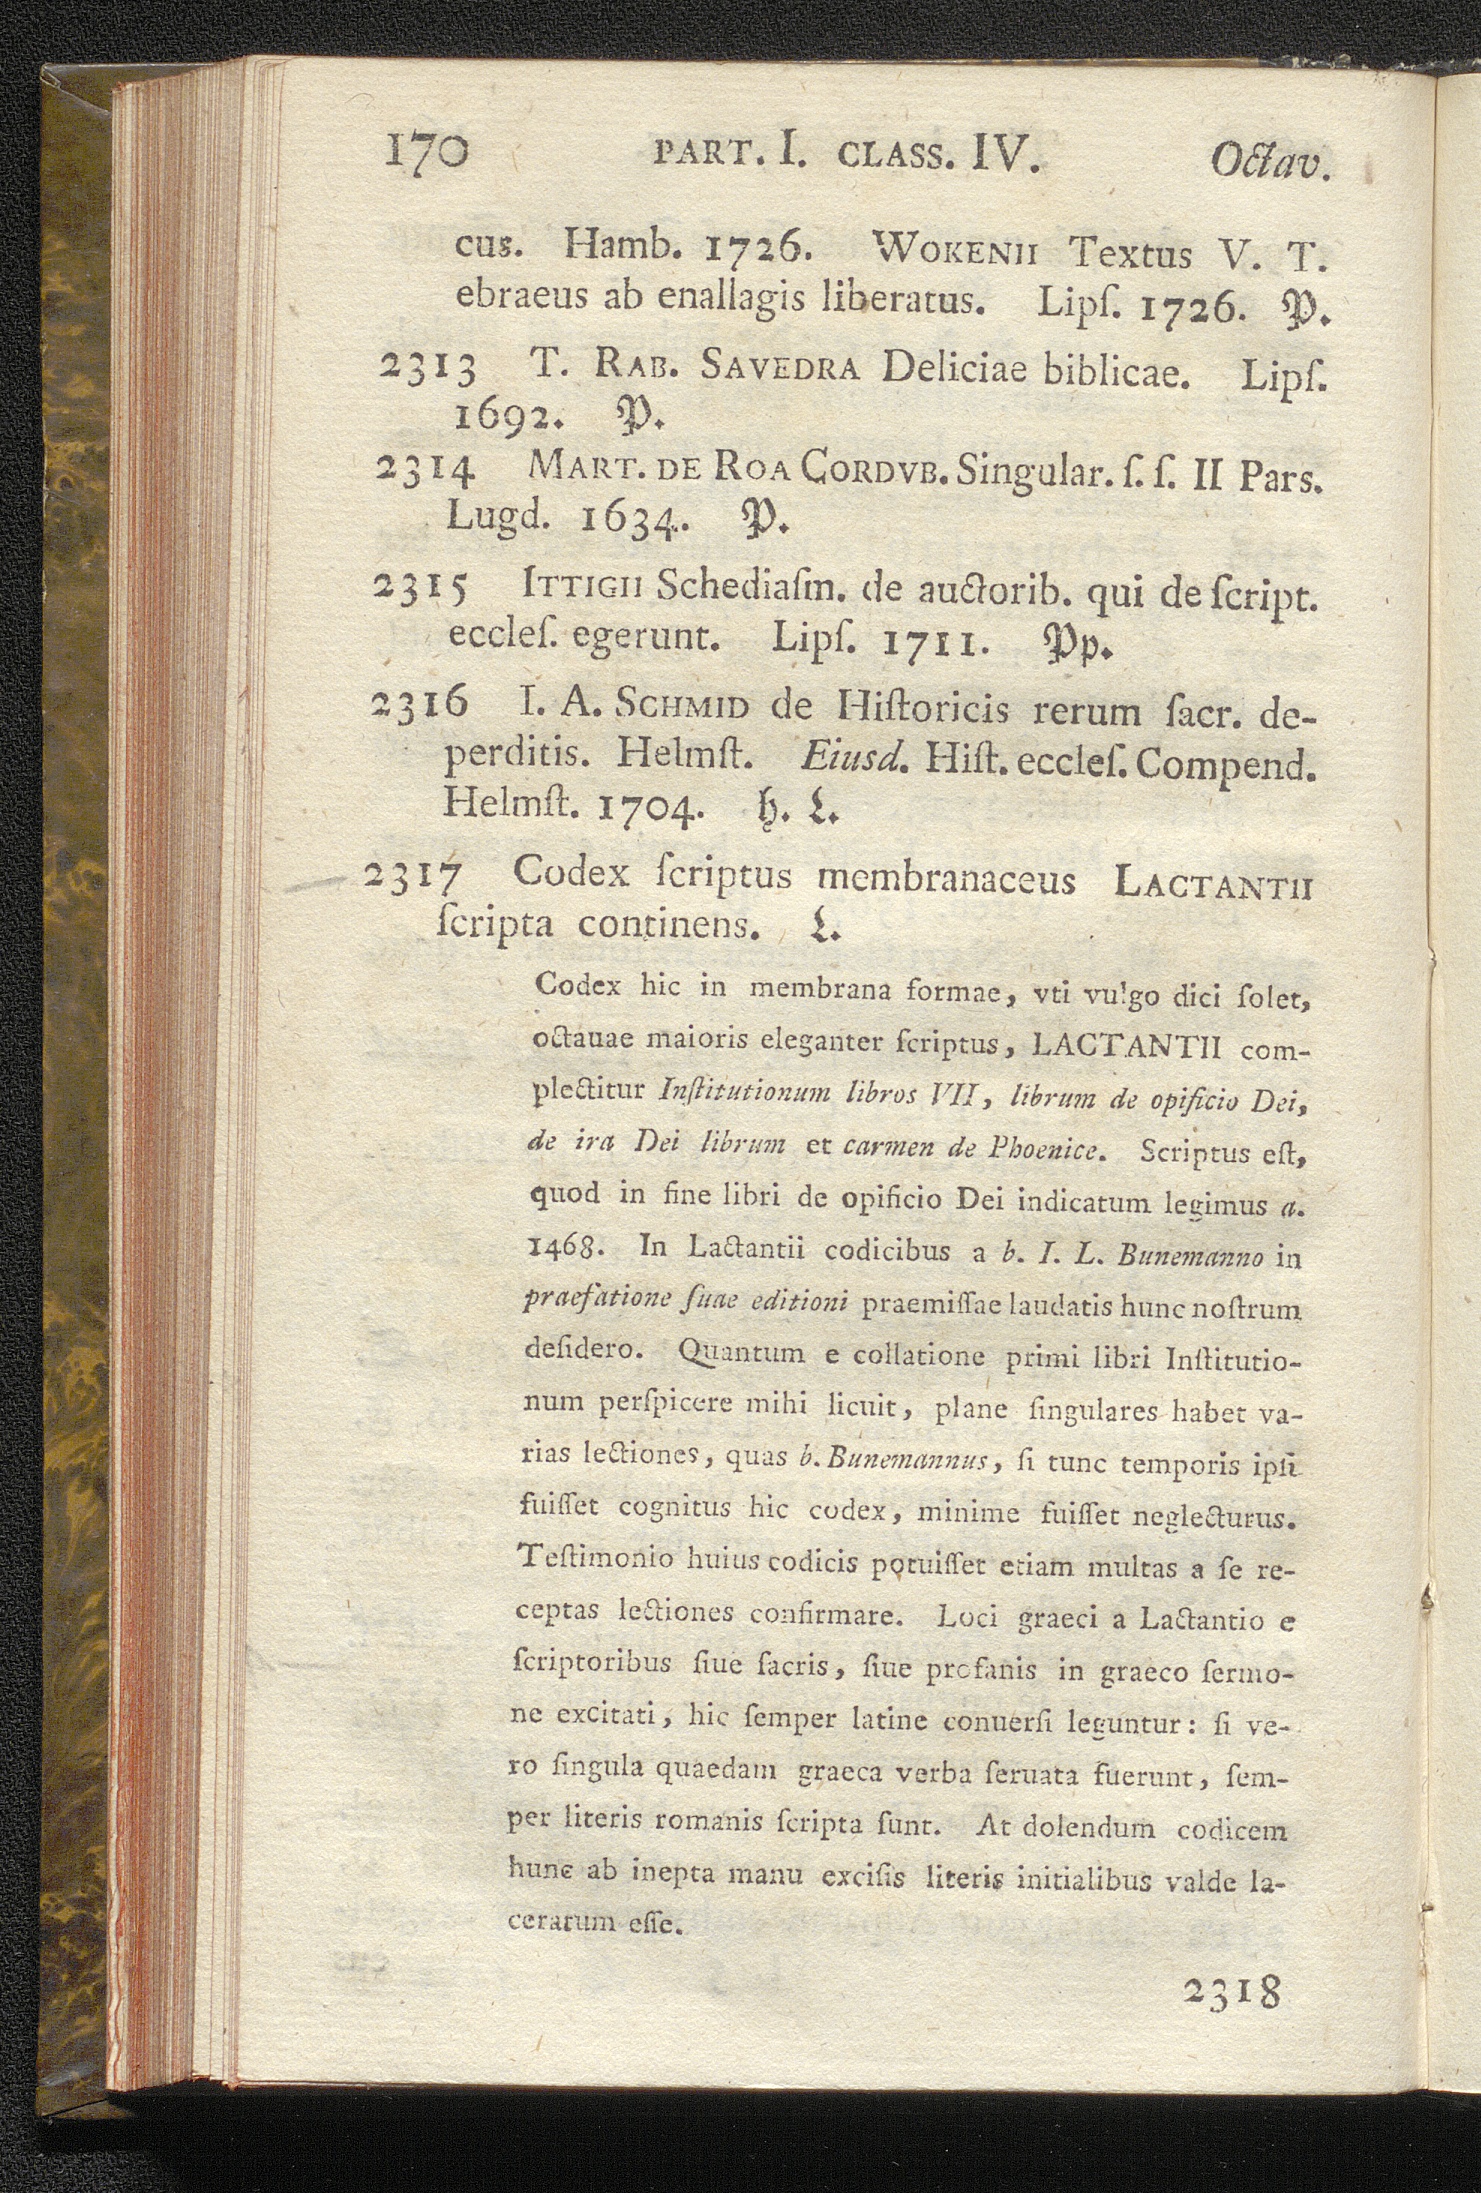 170 PART. I. CLASS. IV. Octav.
cus. Hamb. 1726. WOKENII Textus V. T.
ebraeus ab enallagis liberatus. Lipſ. 1726. P.
2313 T. RAB. SAVEDRA Deliciae biblicae. Lipſ.
1692. P.
2314 MART. DE ROA CORDVB. Singular. ſ. ſ. II Pars.
Lugd. 1634. P.
2315 ITTIGII Schediaſm. de auctorib. qui de ſcript.
eccleſ. egerunt. Lipſ. 1711. Pp.
2316 I. A. SCHMID de Hiſtoricis rerum ſacr. de-
perditis. Helmſt. Eiusd. Hiſt. eccleſ. Compend.
Helmſt. 1704. h. L.
2317 Codex ſcriptus membranaceus LACTANTII
ſcripta continens. L.
Codex hic in membrana formae, vti vulgo dici ſolet,
octauae maioris eleganter ſcriptus, LACTANTII com-
plectitur Inſtitutionum libros VII, librum de opificio Dei,
de ira Dei librum et carmen de Phoenice. Scriptus eſt,
quod in fine libri de opificio Dei indicatum legimus a.
1468. In Lactantii codicibus a b. I. L. Bunemanno in
praefatione ſuae editioni praemiſſae laudatis hunc noſtrum
deſidero. Quantum e collatione primi libri Inſtitutio-
num perſpicere mihi licuit, plane ſingulares habet va-
rias lectiones, quas b. Bunemannus, ſi tunc temporis ipſi
fuiſſet cognitus hic codex, minime fuiſſet neglecturus.
Teſtimonio huius codicis potuiſſet etiam multas a ſe re-
ceptas lectiones confirmare. Loci graeci a Lactantio e
ſcriptoribus ſiue ſacris, ſiue profanis in graeco ſermo-
ne excitati, hic ſemper latine conuerſi leguntur: ſi ve-
ro ſingula quaedam graeca verba ſeruata fuerunt, ſem-
per literis romanis ſcripta ſunt. At dolendum codicem
hunc ab inepta manu exciſis literis initialibus valde la-
ceratum eſſe.
2318